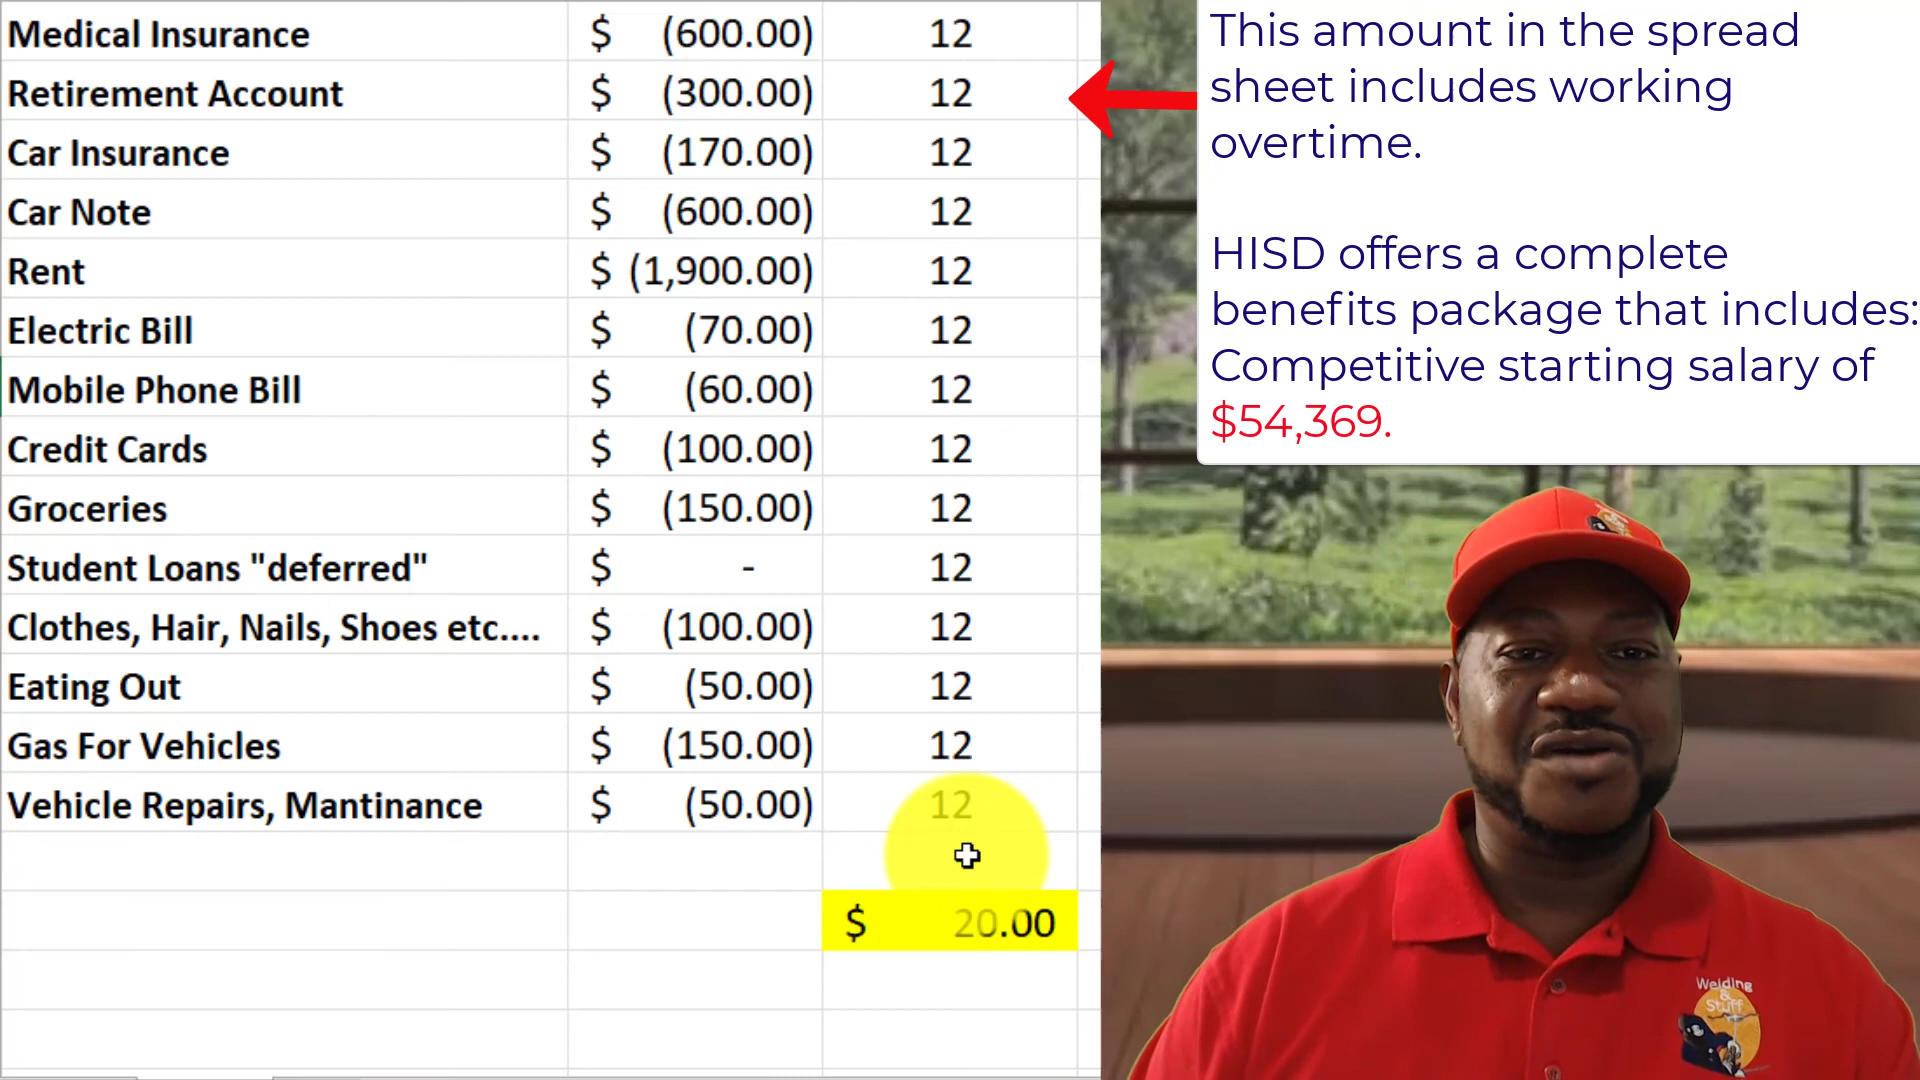 Medical Insurance $ (600.00) 12
Retirement Account $ (300.00) 12
Car Insurance $ (170.00) 12
Car Note $ (600.00) 12
Rent $ (1,900.00) 12
Electric Bill $ (70.00) 12
Mobile Phone Bill $ (60.00) 12
Credit Cards $ (100.00) 12
Groceries $ (150.00) 12
Student Loans "deferred" $ - 12
Clothes, Hair, Nails, Shoes etc.... $ (100.00) 12
Eating Out $ (50.00) 12
Gas For Vehicles $ (150.00) 12
Vehicle Repairs, Mantinance $ (50.00) 12
$ 20.00
This amount in the spread
sheet includes working
overtime.
HISD offers a complete
benefits package that includes:
Competitive starting salary of
$54,369.
Welding
&
Stuff